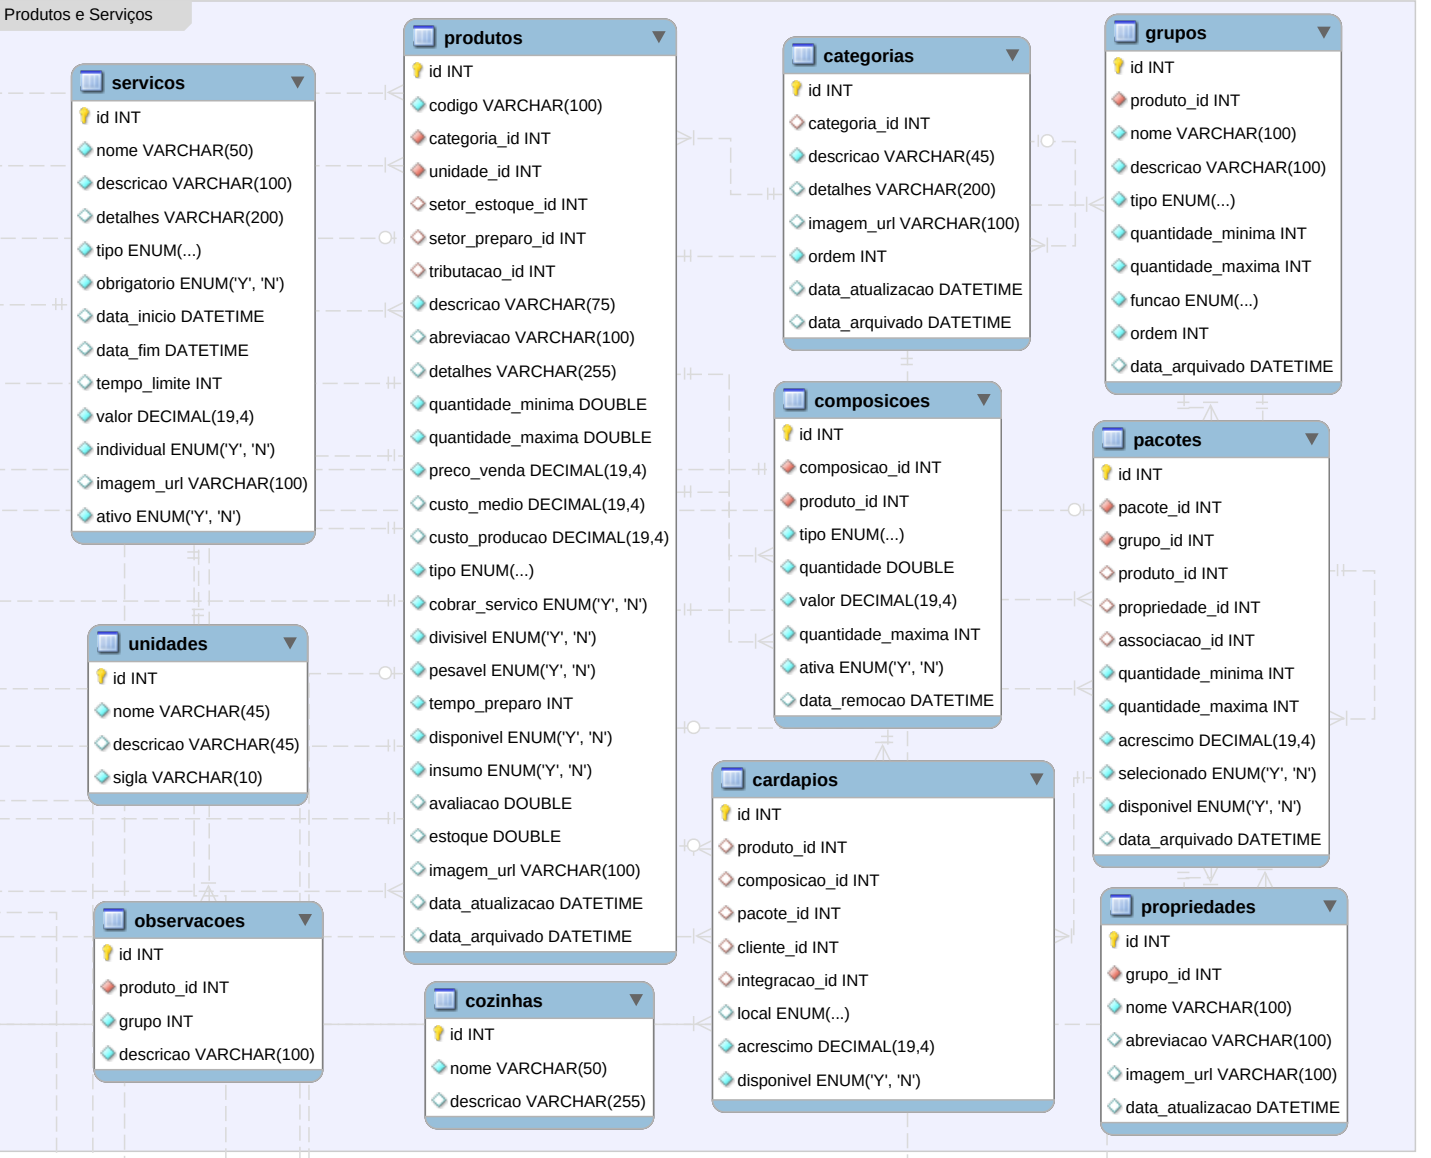 Produtos e Serviços
servicos
id INT
nome VARCHAR(50)
descricao VARCHAR(100)
detalhes VARCHAR(200)
tipo ENUM(...)
obrigatorio ENUM('Y', 'N')
data_inicio DATETIME
data_fim DATETIME
tempo_limite INT
valor DECIMAL(19,4)
individual ENUM('Y', 'N')
imagem_url VARCHAR(100)
ativo ENUM('Y', 'N')
unidades
id INT
nome VARCHAR(45)
descricao VARCHAR(45)
sigla VARCHAR(10)
observacoes
id INT
produto_id INT
grupo INT
descricao VARCHAR(100)
produtos
id INT
codigo VARCHAR(100)
categoria_id INT
unidade_id INT
setor_estoque_id INT
setor_preparo_id INT
tributacao_id INT
descricao VARCHAR(75)
abreviacao VARCHAR(100)
detalhes VARCHAR(255)
quantidade_minima DOUBLE
quantidade_maxima DOUBLE
preco_venda DECIMAL(19,4)
custo_medio DECIMAL(19,4)
custo_producao DECIMAL(19,4)
tipo ENUM(...)
cobrar_servico ENUM('Y', 'N')
divisivel ENUM('Y', 'N')
pesavel ENUM('Y', 'N')
tempo_preparo INT
disponivel ENUM('Y', 'N')
insumo ENUM('Y', 'N')
avaliacao DOUBLE
estoque DOUBLE
imagem_url VARCHAR(100)
data_atualizacao DATETIME
data_arquivado DATETIME
cozinhas
id INT
nome VARCHAR(50)
descricao VARCHAR(255)
categorias
id INT
categoria_id INT
descricao VARCHAR(45)
detalhes VARCHAR(200)
imagem_url VARCHAR(100)
ordem INT
data_atualizacao DATETIME
data_arquivado DATETIME
composicoes
id INT
composicao_id INT
produto_id INT
tipo ENUM(...)
quantidade DOUBLE
valor DECIMAL(19,4)
quantidade_maxima INT
ativa ENUM('Y', 'N')
data_remocao DATETIME
cardapios
id INT
produto_id INT
composicao_id INT
pacote_id INT
cliente_id INT
integracao_id INT
local ENUM(...)
acrescimo DECIMAL(19,4)
disponivel ENUM('Y', 'N')
grupos
id INT
produto_id INT
nome VARCHAR(100)
descricao VARCHAR(100)
tipo ENUM(...)
quantidade_minima INT
quantidade_maxima INT
funcao ENUM(...)
ordem INT
data_arquivado DATETIME
pacotes
id INT
pacote_id INT
grupo_id INT
produto_id INT
propriedade_id INT
associacao_id INT
quantidade_minima INT
quantidade_maxima INT
acrescimo DECIMAL(19,4)
selecionado ENUM('Y', 'N')
disponivel ENUM('Y', 'N')
data_arquivado DATETIME
propriedades
id INT
grupo_id INT
nome VARCHAR(100)
abreviacao VARCHAR(100)
imagem_url VARCHAR(100)
data_atualizacao DATETIME